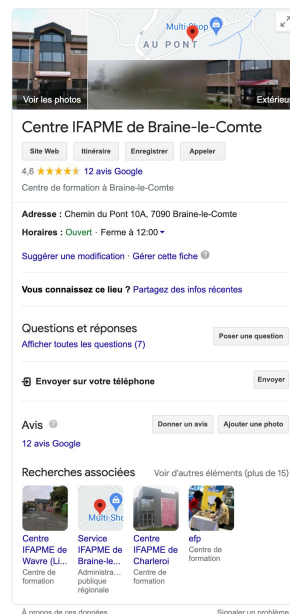 Multi Shop
AU PONT
Voir les photos
Extérieu
Centre IFAPME de Braine-le-Comte
Site Web
Itinéraire
Enregistrer
Appeler
4,6 ★★★★★ 12 avis Google
Centre de formation à Braine-le-Comte
Adresse : Chemin du Pont 10A, 7090 Braine-le-Comte
Horaires : Ouvert · Ferme à 12:00
Suggérer une modification · Gérer cette fiche ?
Vous connaissez ce lieu ? Partagez des infos récentes
Questions et réponses
Poser une question
Afficher toutes les questions (7)
Envoyer sur votre téléphone
Envoyer
Avis ?
Donner un avis
Ajouter une photo
12 avis Google
Recherches associées
Voir d'autres éléments (plus de 15)
Multi-Sho
Centre
IFAPME de
Wavre (Li...
Centre de
formation
Service
IFAPME de
Braine-le...
Administra...
publique
régionale
Centre
IFAPME de
Charleroi
Centre de
formation
efp
Centre de
formation
À propos de ces données
Signaler un problème